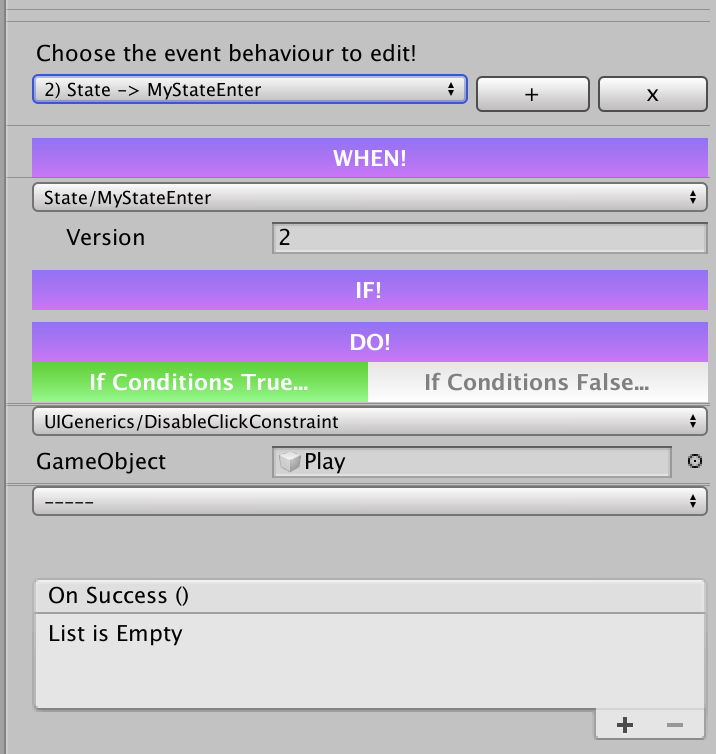 Choose the event behaviour to edit!
2) State -> MyStateEnter
+ x
WHEN!
State/MyStateEnter
Version 2
IF!
DO!
If Conditions True... If Conditions False...
UIGenerics/DisableClickConstraint
GameObject Play
-----
On Success ()
List is Empty
+ −